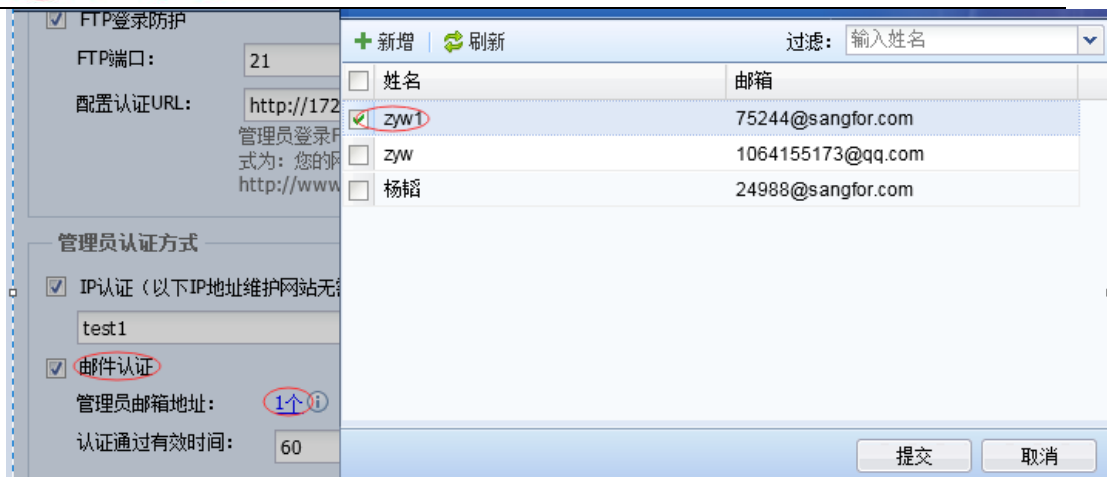 FTP登录防护
FTP端口：
21
配置认证URL：
http://172
管理员登录F
式为：您的网
http://www
管理员认证方式
IP认证（以下IP地址维护网站无
test1
邮件认证
管理员邮箱地址：
1个
认证通过有效时间：
60
新增
刷新
过滤：
输入姓名
姓名 邮箱
zyw1 75244@sangfor.com
zyw 1064155173@qq.com
杨韬 24988@sangfor.com
提交
取消